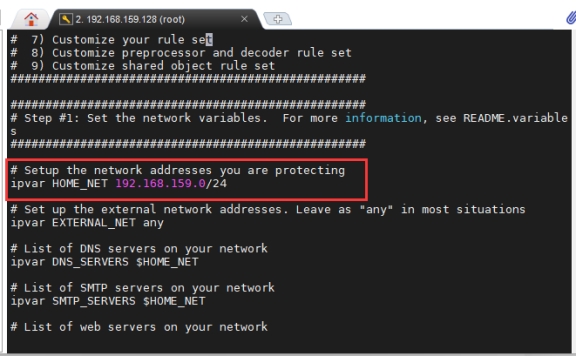 2. 192.168.159.128 (root)
#  7) Customize your rule set
#  8) Customize preprocessor and decoder rule set
#  9) Customize shared object rule set
###################################################
###################################################
# Step #1: Set the network variables.  For more information, see README.variable
s
###################################################
# Setup the network addresses you are protecting
ipvar HOME_NET 192.168.159.0/24
# Set up the external network addresses. Leave as "any" in most situations
ipvar EXTERNAL_NET any
# List of DNS servers on your network
ipvar DNS_SERVERS $HOME_NET
# List of SMTP servers on your network
ipvar SMTP_SERVERS $HOME_NET
# List of web servers on your network